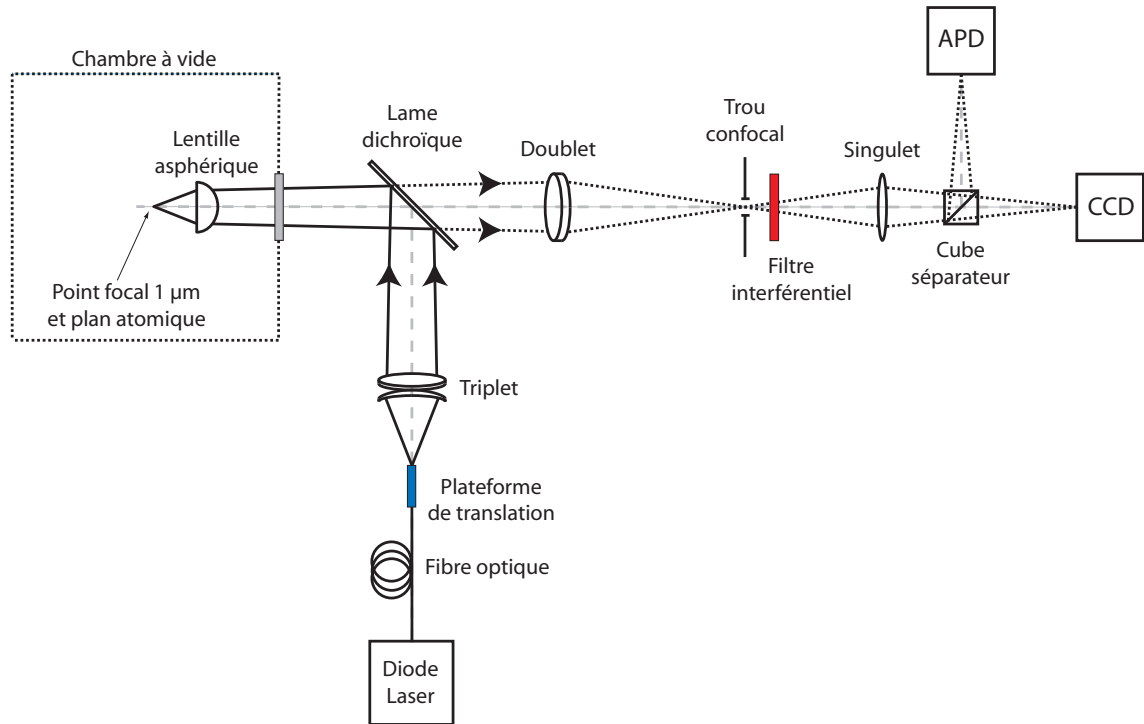 APD
Chambre à vide
Lame
dichroïque
Trou
confocal
Lentille
asphérique
Doublet
Singulet
CCD
Cube
séparateur
Filtre
interférentiel
Point focal 1 µm
et plan atomique
Triplet
Plateforme
de translation
Fibre optique
Diode
Laser